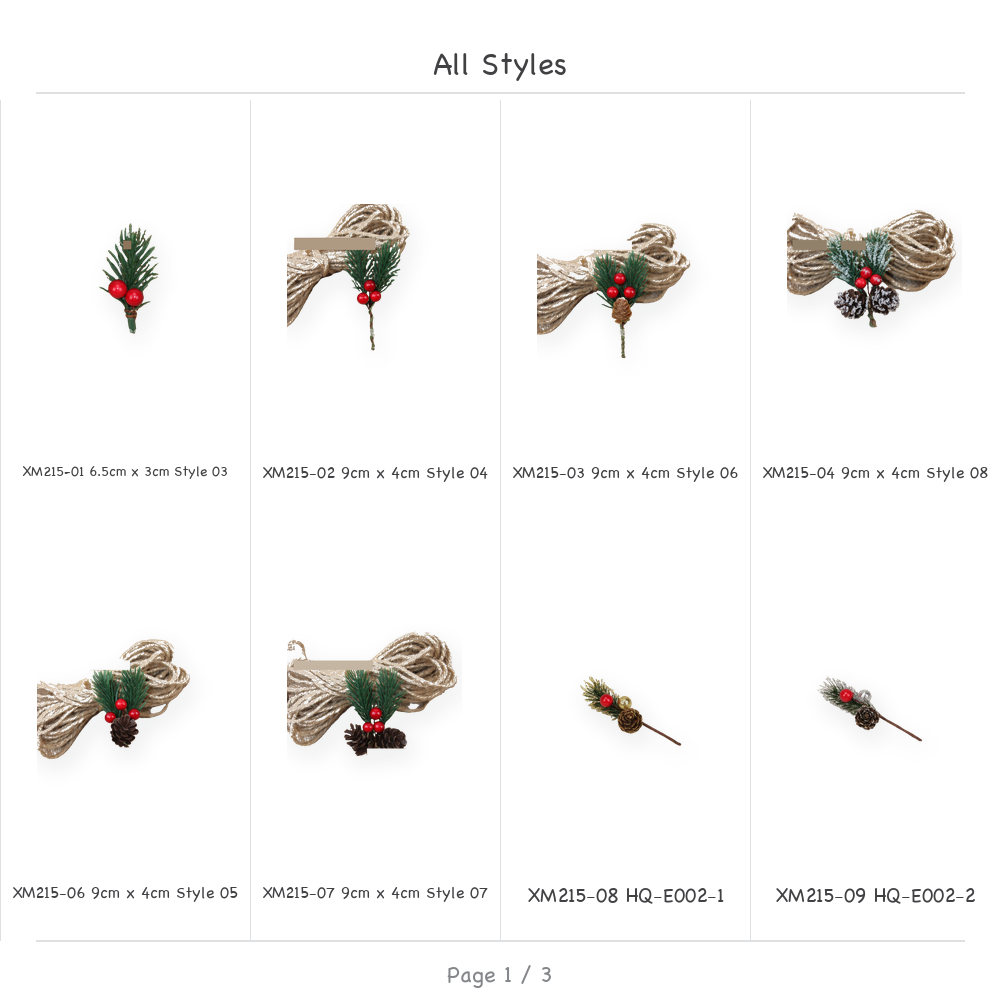 All Styles
XM215-01 6.5cm x 3cm Style 03
XM215-02 9cm x 4cm Style 04
XM215-03 9cm x 4cm Style 06
XM215-04 9cm x 4cm Style 08
XM215-06 9cm x 4cm Style 05
XM215-07 9cm x 4cm Style 07
XM215-08 HQ-E002-1
XM215-09 HQ-E002-2
Page 1 / 3